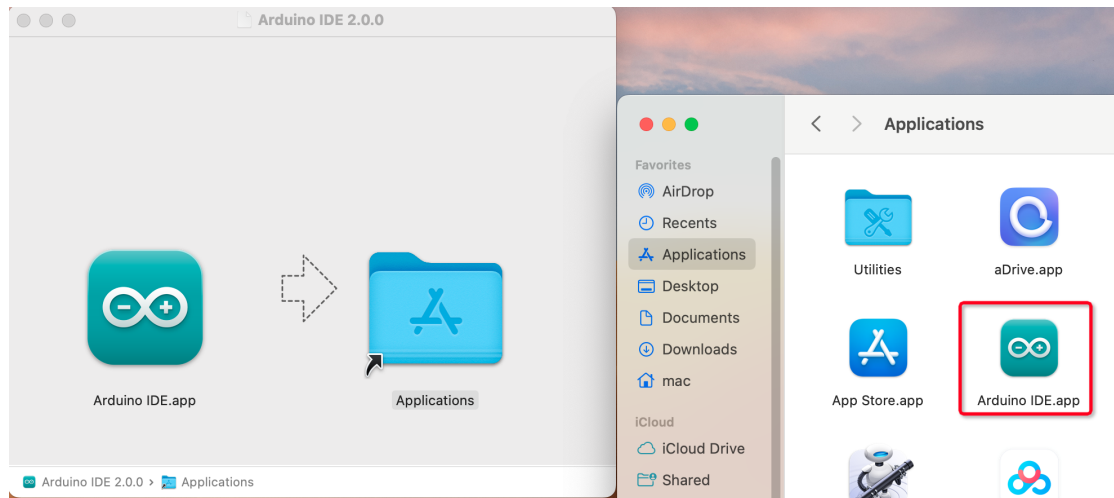 Arduino IDE 2.0.0
Arduino IDE.app
Applications
Arduino IDE 2.0.0 › Applications
Applications
Favorites
AirDrop
Recents
Applications
Desktop
Documents
Downloads
mac
iCloud
iCloud Drive
Shared
Utilities
aDrive.app
App Store.app
Arduino IDE.app